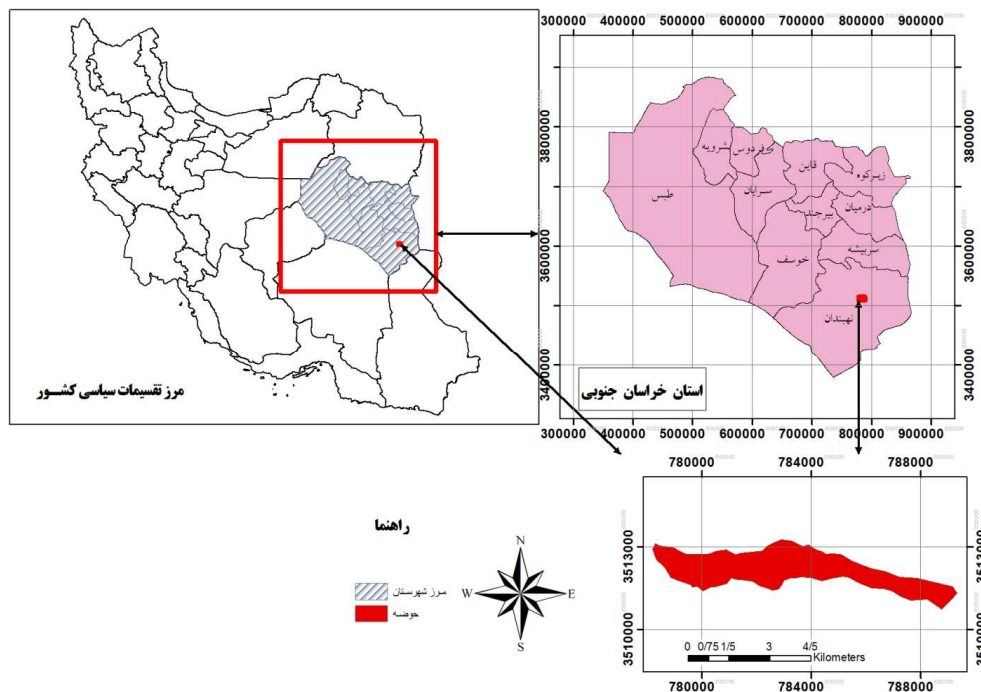 مرز تقسیمات سیاسی کشـــور
300000 400000 500000 600000 700000 800000 900000
3800000
3600000
3400000
3800000
3600000
3400000
بشرویه
فردوس
قاین
زیرکوه
طبس
سرایان
بیرجند
درمیان
خوسف
سربیشه
نهبندان
استان خراسان جنوبی
300000 400000 500000 600000 700000 800000 900000
780000 784000 788000
3513000
3510000
3513000
3510000
0 0/75 1/5 3 4/5
Kilometers
780000 784000 788000
راهنما
مرز شهرستان
حوضه
N
W E
S